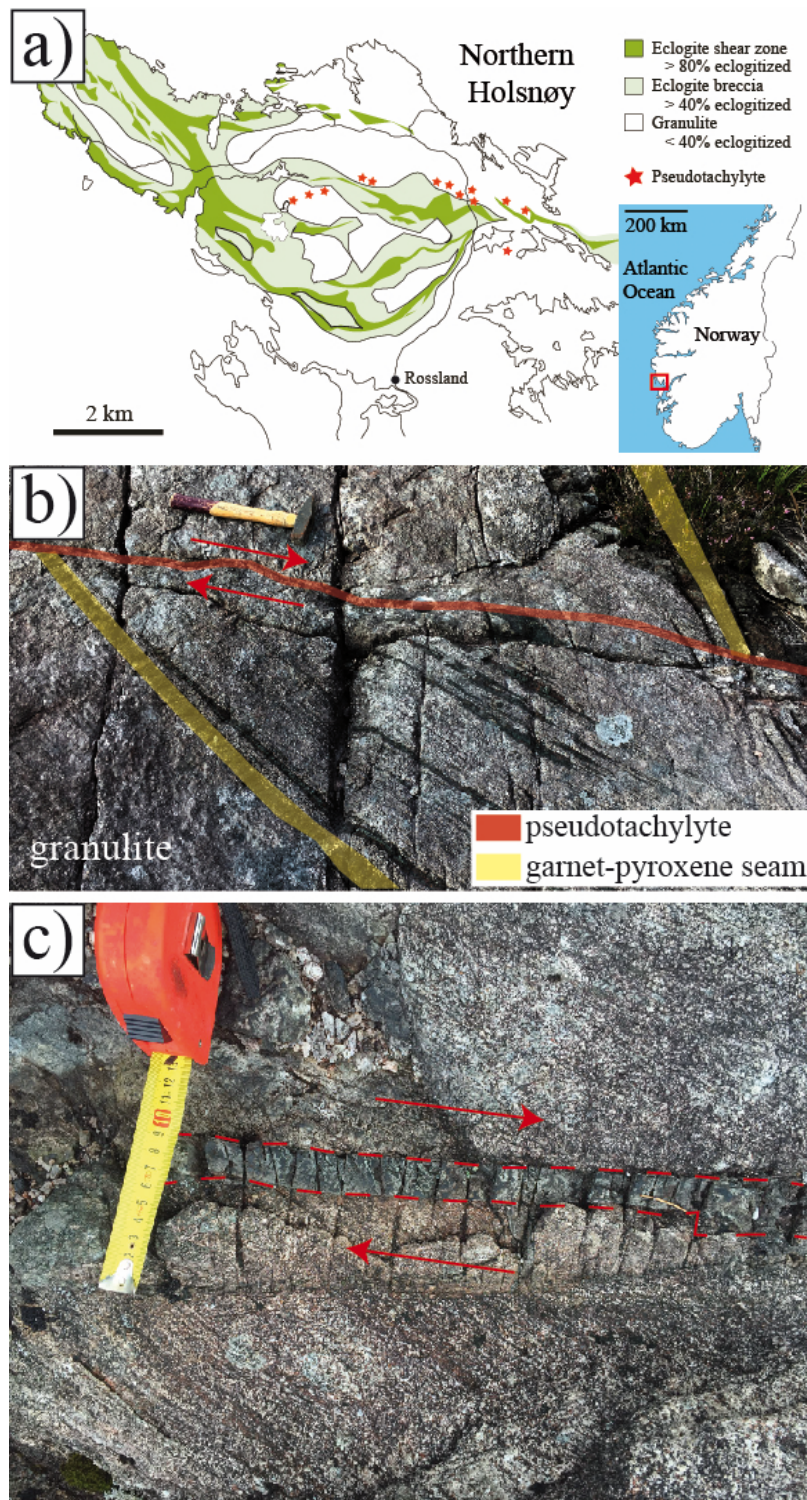 a)
Northern
Holsnøy
Eclogite shear zone
> 80% eclogitized
Eclogite breccia
> 40% eclogitized
Granulite
< 40% eclogitized
Pseudotachylyte
200 km
Atlantic
Ocean
Norway
Rossland
2 km
b)
granulite
pseudotachylyte
garnet-pyroxene seam
c)